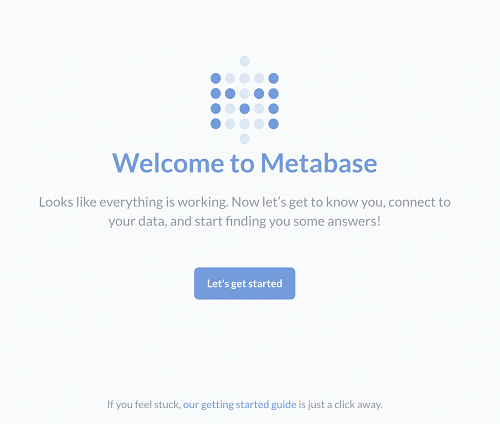 Welcome to Metabase
Looks like everything is working. Now let’s get to know you, connect to
your data, and start finding you some answers!
Let's get started
If you feel stuck, our getting started guide is just a click away.